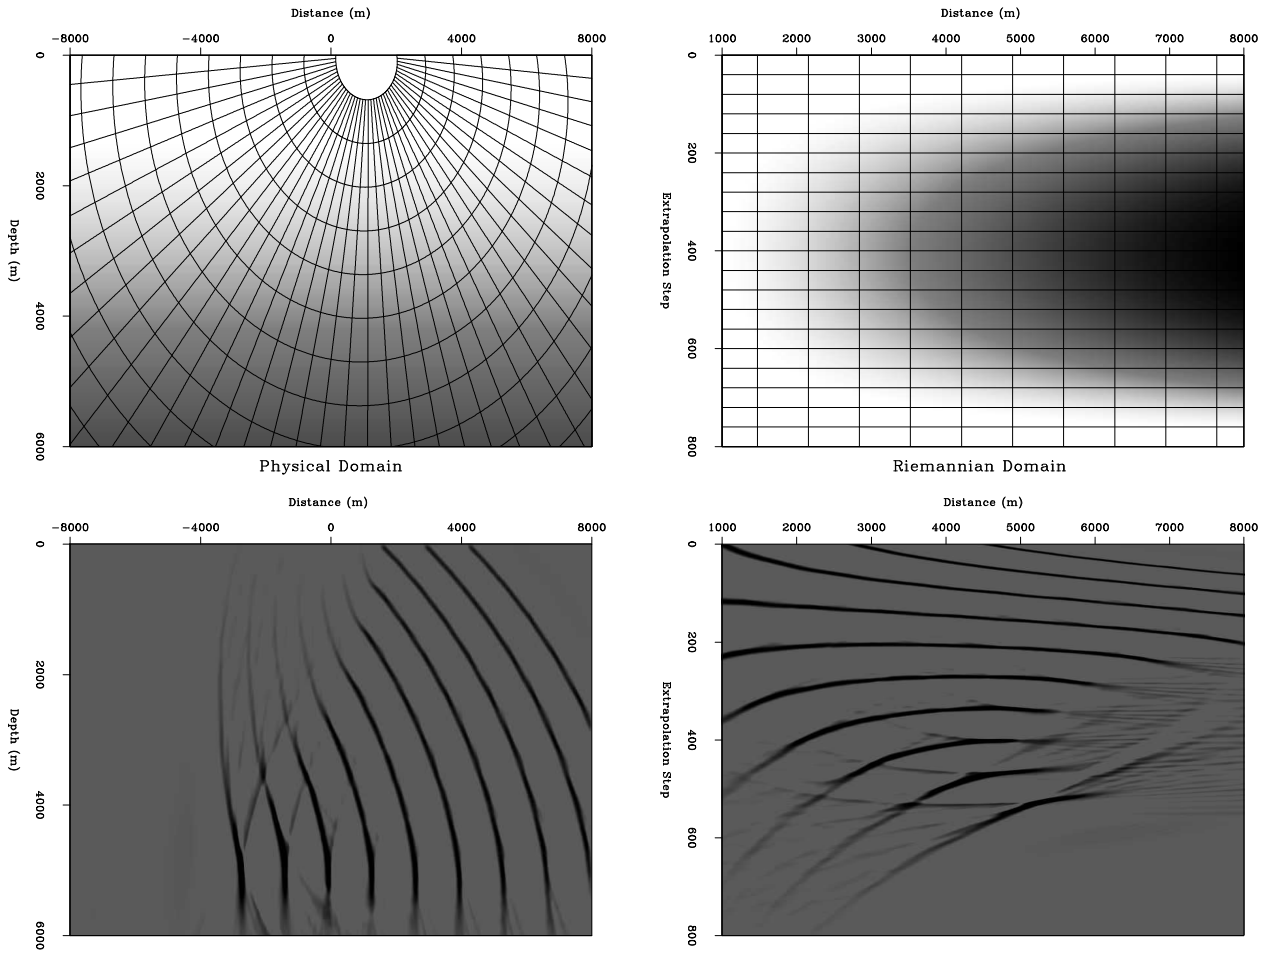 Distance (m)
-8000 -4000 0 4000 8000
0
2000
4000
6000
Depth (m)
Physical Domain
Distance (m)
1000 2000 3000 4000 5000 6000 7000 8000
0
200
400
600
800
Extrapolation Step
Riemannian Domain
Distance (m)
-8000 -4000 0 4000 8000
0
2000
4000
6000
Depth (m)
Distance (m)
1000 2000 3000 4000 5000 6000 7000 8000
0
200
400
600
800
Extrapolation Step